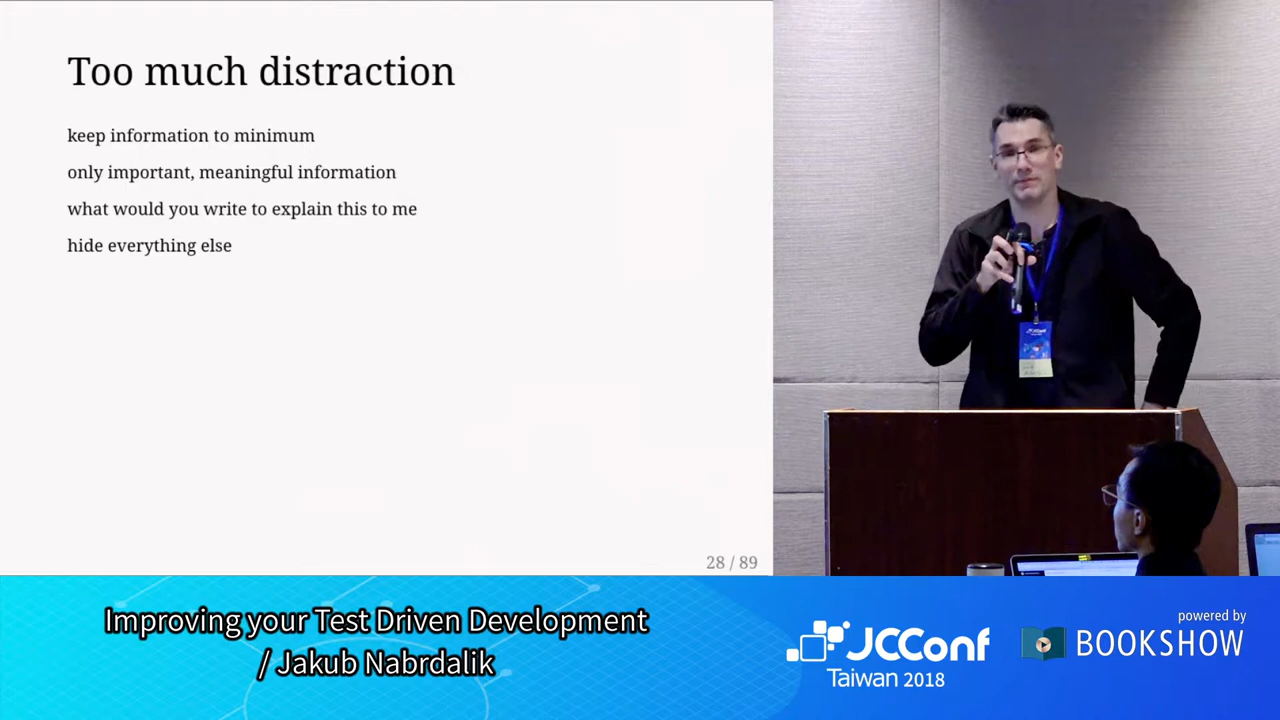 Too much distraction
keep information to minimum
only important, meaningful information
what would you write to explain this to me
hide everything else
28 / 89
JCConf
Improving your Test Driven Development
/ Jakub Nabrdalik
JCConf
Taiwan 2018
powered by
BOOKSHOW